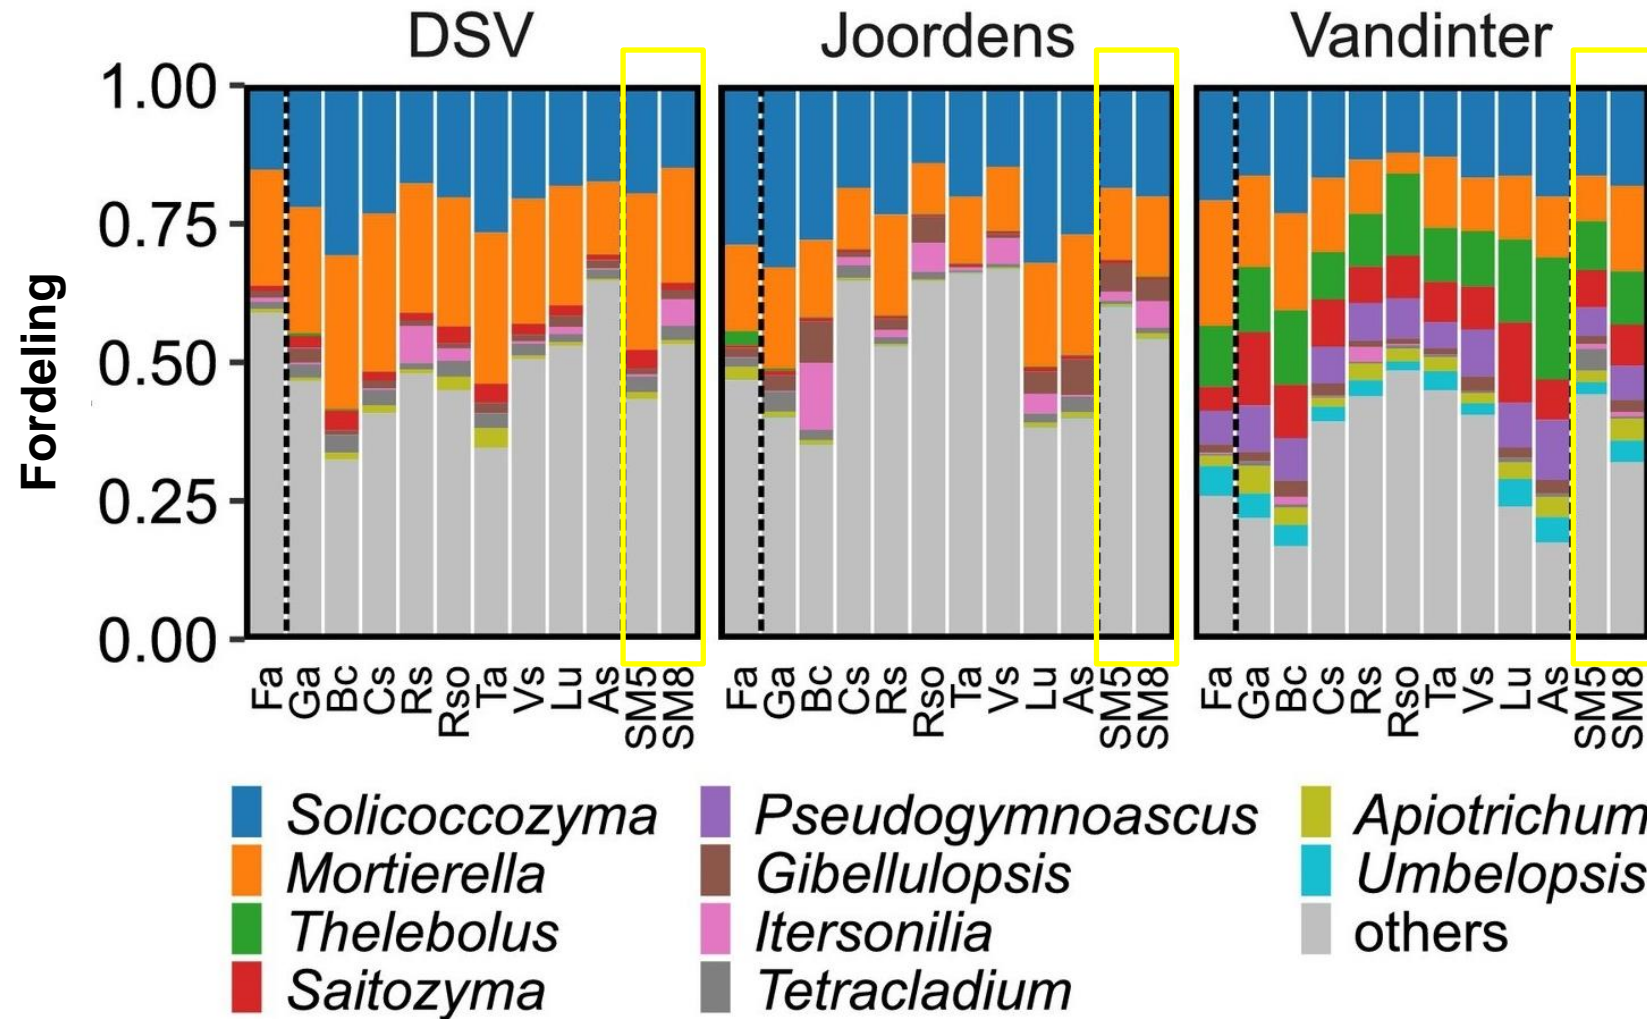 DSV Joordens Vandinter
Fordeling
1.00
0.75
0.50
0.25
0.00
Fa Ga Bc Cs Rs Rso Ta Vs Lu As SM5 SM8
Fa Ga Bc Cs Rs Rso Ta Vs Lu As SM5 SM8
Fa Ga Bc Cs Rs Rso Ta Vs Lu As SM5 SM8
Solicoccozyma
Mortierella
Thelebolus
Saitozyma
Pseudogymnoascus
Gibellulopsis
Itersonilia
Tetracladium
Apiotrichum
Umbelopsis
others